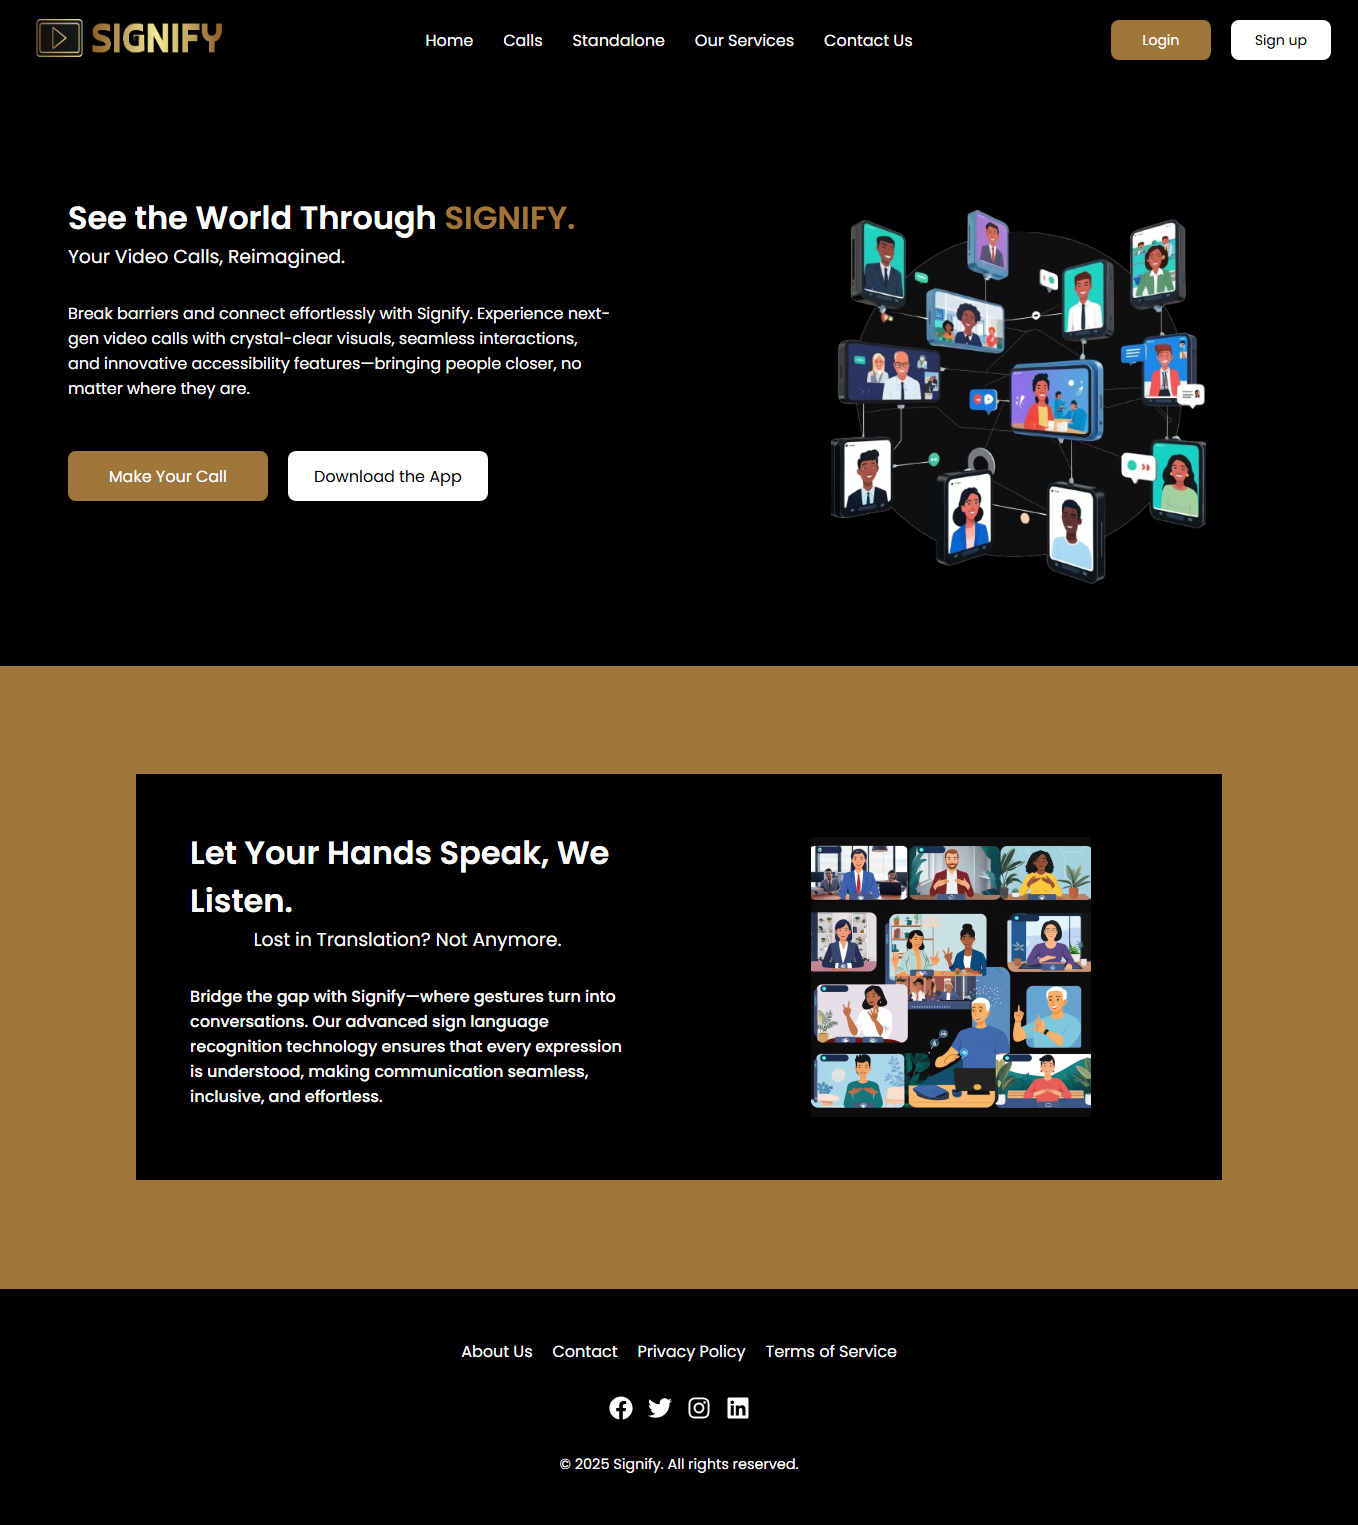 SIGNIFY
Home Calls Standalone Our Services Contact Us
Login Sign up
See the World Through SIGNIFY.
Your Video Calls, Reimagined.
Break barriers and connect effortlessly with Signify. Experience next-
gen video calls with crystal-clear visuals, seamless interactions,
and innovative accessibility features—bringing people closer, no
matter where they are.
Make Your Call Download the App
Let Your Hands Speak, We
Listen.
Lost in Translation? Not Anymore.
Bridge the gap with Signify—where gestures turn into
conversations. Our advanced sign language
recognition technology ensures that every expression
is understood, making communication seamless,
inclusive, and effortless.
About Us Contact Privacy Policy Terms of Service
© 2025 Signify. All rights reserved.